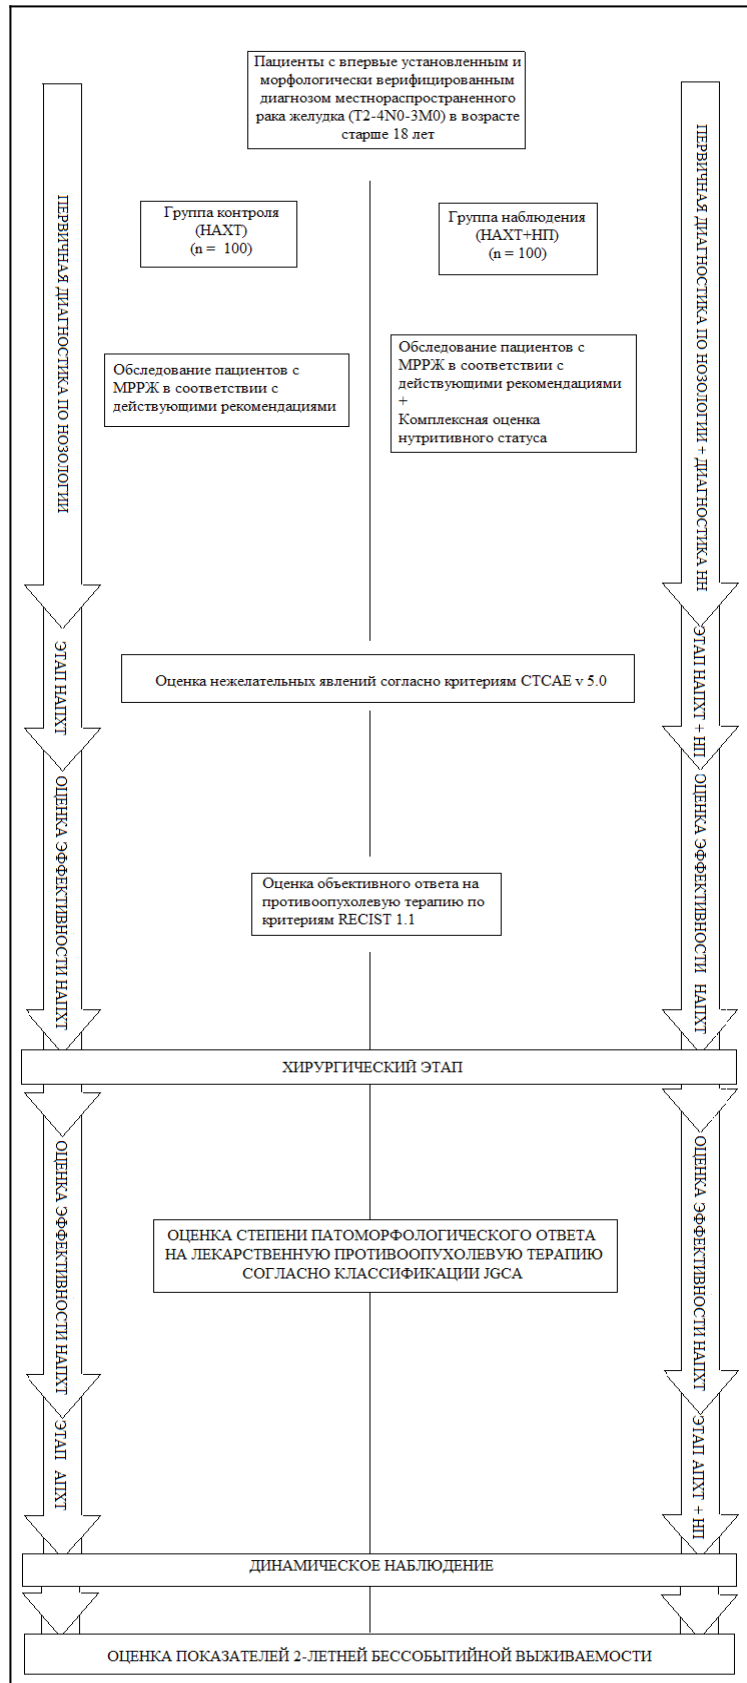 Пациенты с впервые установленным и
морфологически верифицированным
диагнозом местнораспространенного
рака желудка (T2-4N0-3M0) в возрасте
старше 18 лет
Группа контроля
(НАХТ)
(n = 100)
Группа наблюдения
(НАХТ+НП)
(n = 100)
ПЕРВИЧНАЯ ДИАГНОСТИКА ПО НОЗОЛОГИИ
ПЕРВИЧНАЯ ДИАГНОСТИКА ПО НОЗОЛОГИИ + ДИАГНОСТИКА НН
Обследование пациентов с
МРРЖ в соответствии с
действующими рекомендациями
Обследование пациентов с
МРРЖ в соответствии с
действующими рекомендациями
+
Комплексная оценка
нутритивного статуса
ЭТАП НАПХТ
Оценка нежелательных явлений согласно критериям CTCAE v 5.0
ЭТАП НАПХТ + НП
ОЦЕНКА ЭФФЕКТИВНОСТИ НАПХТ
Оценка объективного ответа на
противоопухолевую терапию по
критериям RECIST 1.1
ОЦЕНКА ЭФФЕКТИВНОСТИ НАПХТ
ХИРУРГИЧЕСКИЙ ЭТАП
ОЦЕНКА ЭФФЕКТИВНОСТИ НАПХТ
ОЦЕНКА СТЕПЕНИ ПАТОМОРФОЛОГИЧЕСКОГО ОТВЕТА
НА ЛЕКАРСТВЕННУЮ ПРОТИВООПУХОЛЕВУЮ ТЕРАПИЮ
СОГЛАСНО КЛАССИФИКАЦИИ JGCA
ОЦЕНКА ЭФФЕКТИВНОСТИ НАПХТ
ЭТАП АПХТ
ЭТАП АПХТ + НП
ДИНАМИЧЕСКОЕ НАБЛЮДЕНИЕ
ОЦЕНКА ПОКАЗАТЕЛЕЙ 2-ЛЕТНЕЙ БЕССОБЫТИЙНОЙ ВЫЖИВАЕМОСТИ